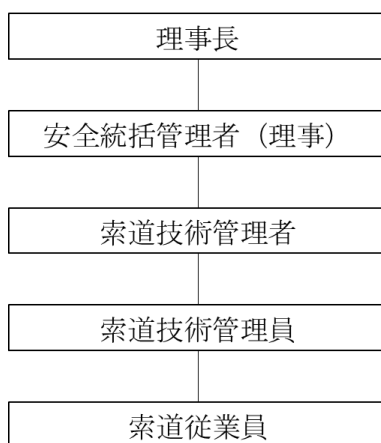 理事長
安全統括管理者（理事）
索道技術管理者
索道技術管理員
索道従業員